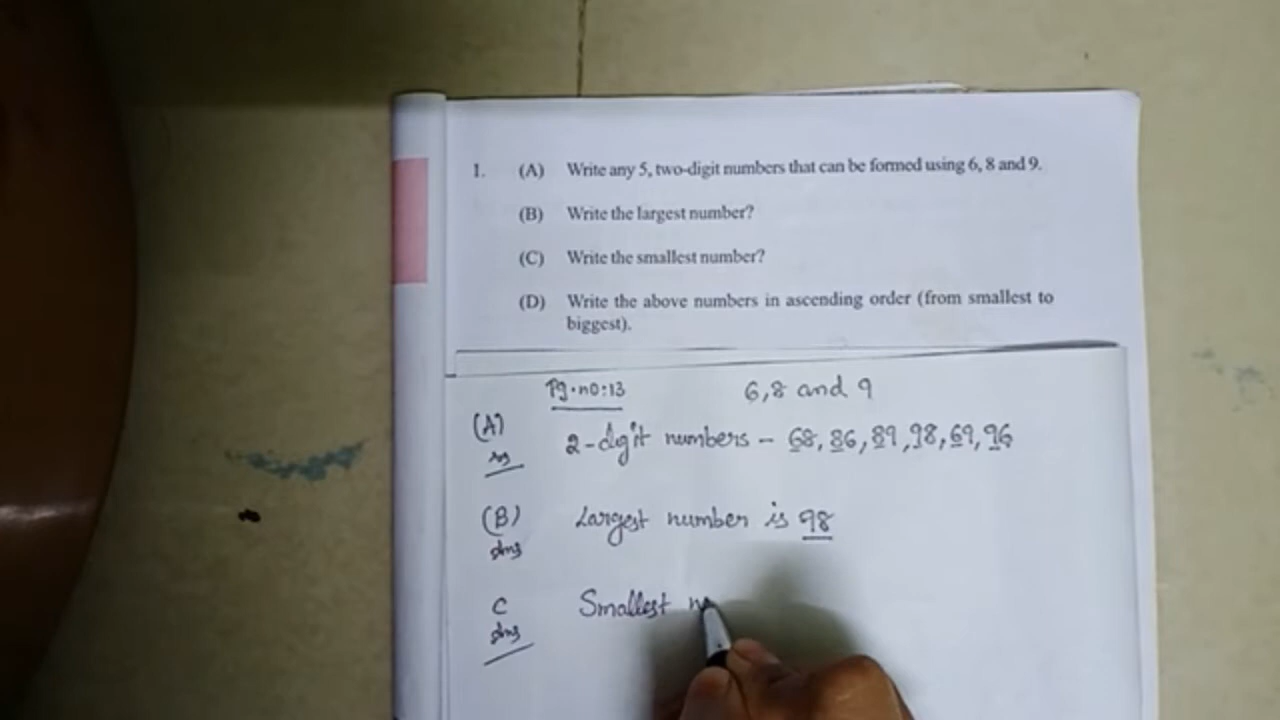 1. (A) Write any 5, two-digit numbers that can be formed using 6, 8 and 9.
(B) Write the largest number?
(C) Write the smallest number?
(D) Write the above numbers in ascending order (from smallest to
biggest).
Pg.no:13 6,8 and 9
(A) 2-digit numbers - 68, 86, 89, 98, 69, 96
Ans
(B) Largest number is 98
Ans
C Smallest
Ans